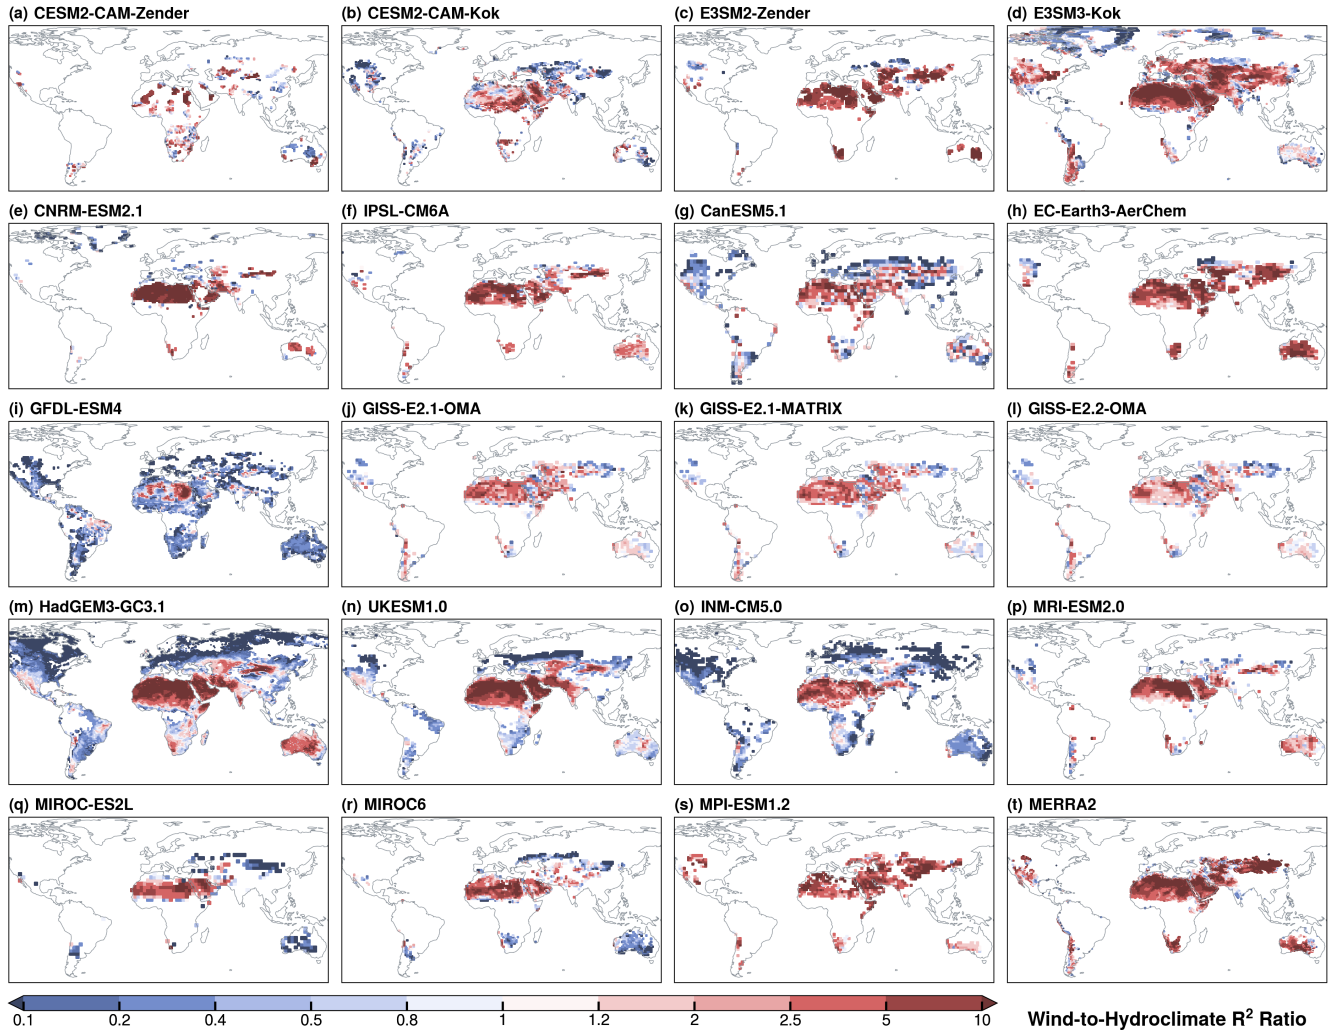 (a) CESM2-CAM-Zender
(b) CESM2-CAM-Kok
(c) E3SM2-Zender
(d) E3SM3-Kok
(e) CNRM-ESM2.1
(f) IPSL-CM6A
(g) CanESM5.1
(h) EC-Earth3-AerChem
(i) GFDL-ESM4
(j) GISS-E2.1-OMA
(k) GISS-E2.1-MATRIX
(l) GISS-E2.2-OMA
(m) HadGEM3-GC3.1
(n) UKESM1.0
(o) INM-CM5.0
(p) MRI-ESM2.0
(q) MIROC-ES2L
(r) MIROC6
(s) MPI-ESM1.2
(t) MERRA2
0.1 0.2 0.4 0.5 0.8 1 1.2 2 2.5 5 10
Wind-to-Hydroclimate R² Ratio